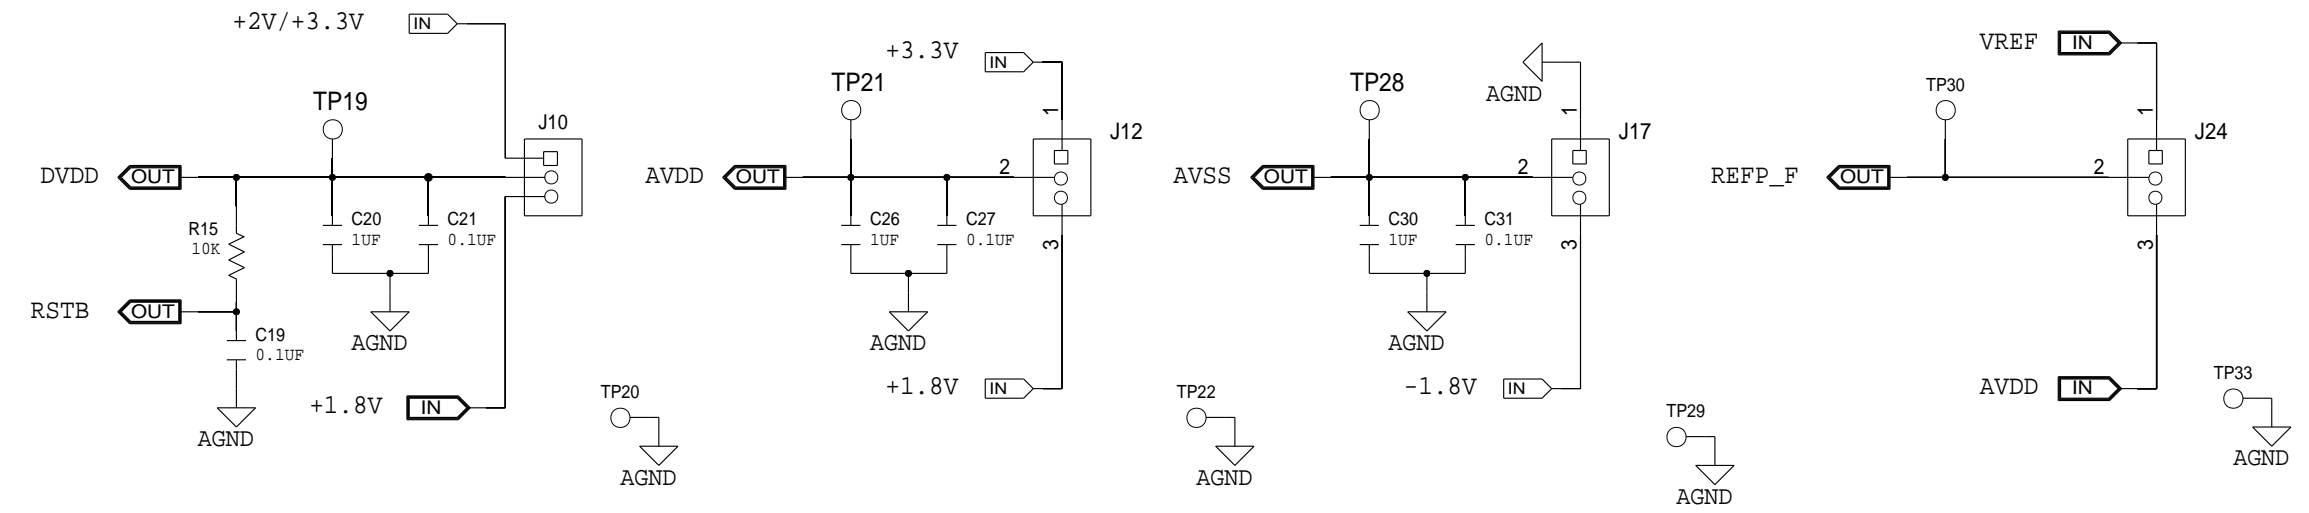 +2V/+3.3V IN
TP19
J10
DVDD OUT
R15
10K
C20
1UF
C21
0.1UF
RSTB OUT
C19
0.1UF
AGND
AGND
+1.8V IN
TP20
AGND
+3.3V IN
TP21
1
J12
AVDD OUT
2
C26
1UF
C27
0.1UF
3
AGND
+1.8V IN
TP22
AGND
AGND
TP28
1
J17
AVSS OUT
2
C30
1UF
C31
0.1UF
3
AGND
-1.8V IN
TP29
AGND
VREF IN
TP30
1
J24
REFP_F OUT
2
3
AVDD IN
TP33
AGND